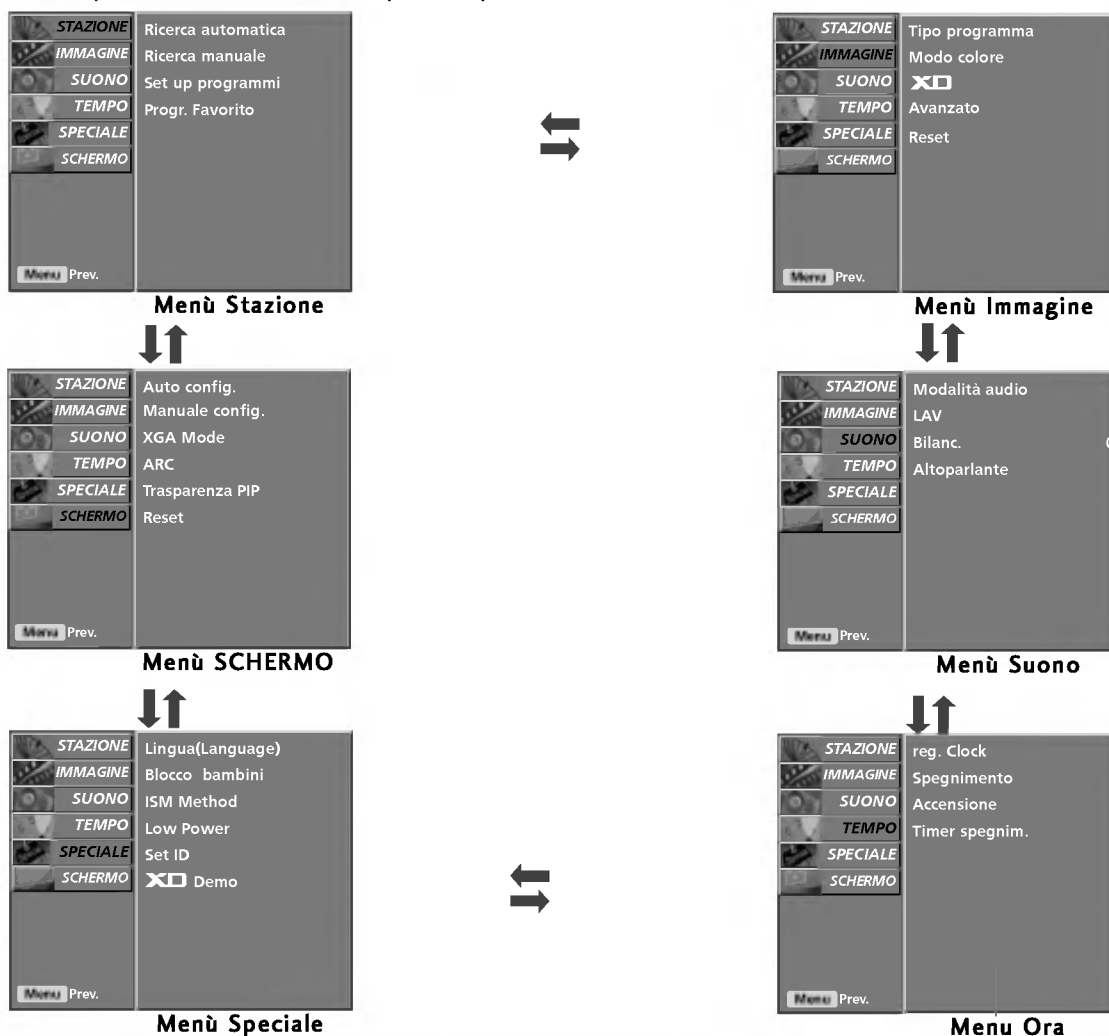 STAZIONE
IMMAGINE
SUONO
TEMPO
SPECIALE
SCHERMO
Ricerca automatica
Ricerca manuale
Set up programmi
Progr. Favorito
Menu Prev.
Menù Stazione
STAZIONE
IMMAGINE
SUONO
TEMPO
SPECIALE
SCHERMO
Tipo programma
Modo colore
XD
Avanzato
Reset
Menu Prev.
Menù Immagine
STAZIONE
IMMAGINE
SUONO
TEMPO
SPECIALE
SCHERMO
Auto config.
Manuale config.
XGA Mode
ARC
Trasparenza PIP
Reset
Menu Prev.
Menù SCHERMO
STAZIONE
IMMAGINE
SUONO
TEMPO
SPECIALE
SCHERMO
Modalità audio
LAV
Bilanc.
Altoparlante
Menu Prev.
Menù Suono
STAZIONE
IMMAGINE
SUONO
TEMPO
SPECIALE
SCHERMO
Lingua(Language)
Blocco bambini
ISM Method
Low Power
Set ID
XD Demo
Menu Prev.
Menù Speciale
STAZIONE
IMMAGINE
SUONO
TEMPO
SPECIALE
SCHERMO
reg. Clock
Spegnimento
Accensione
Timer spegnim.
Menu Prev.
Menu Ora